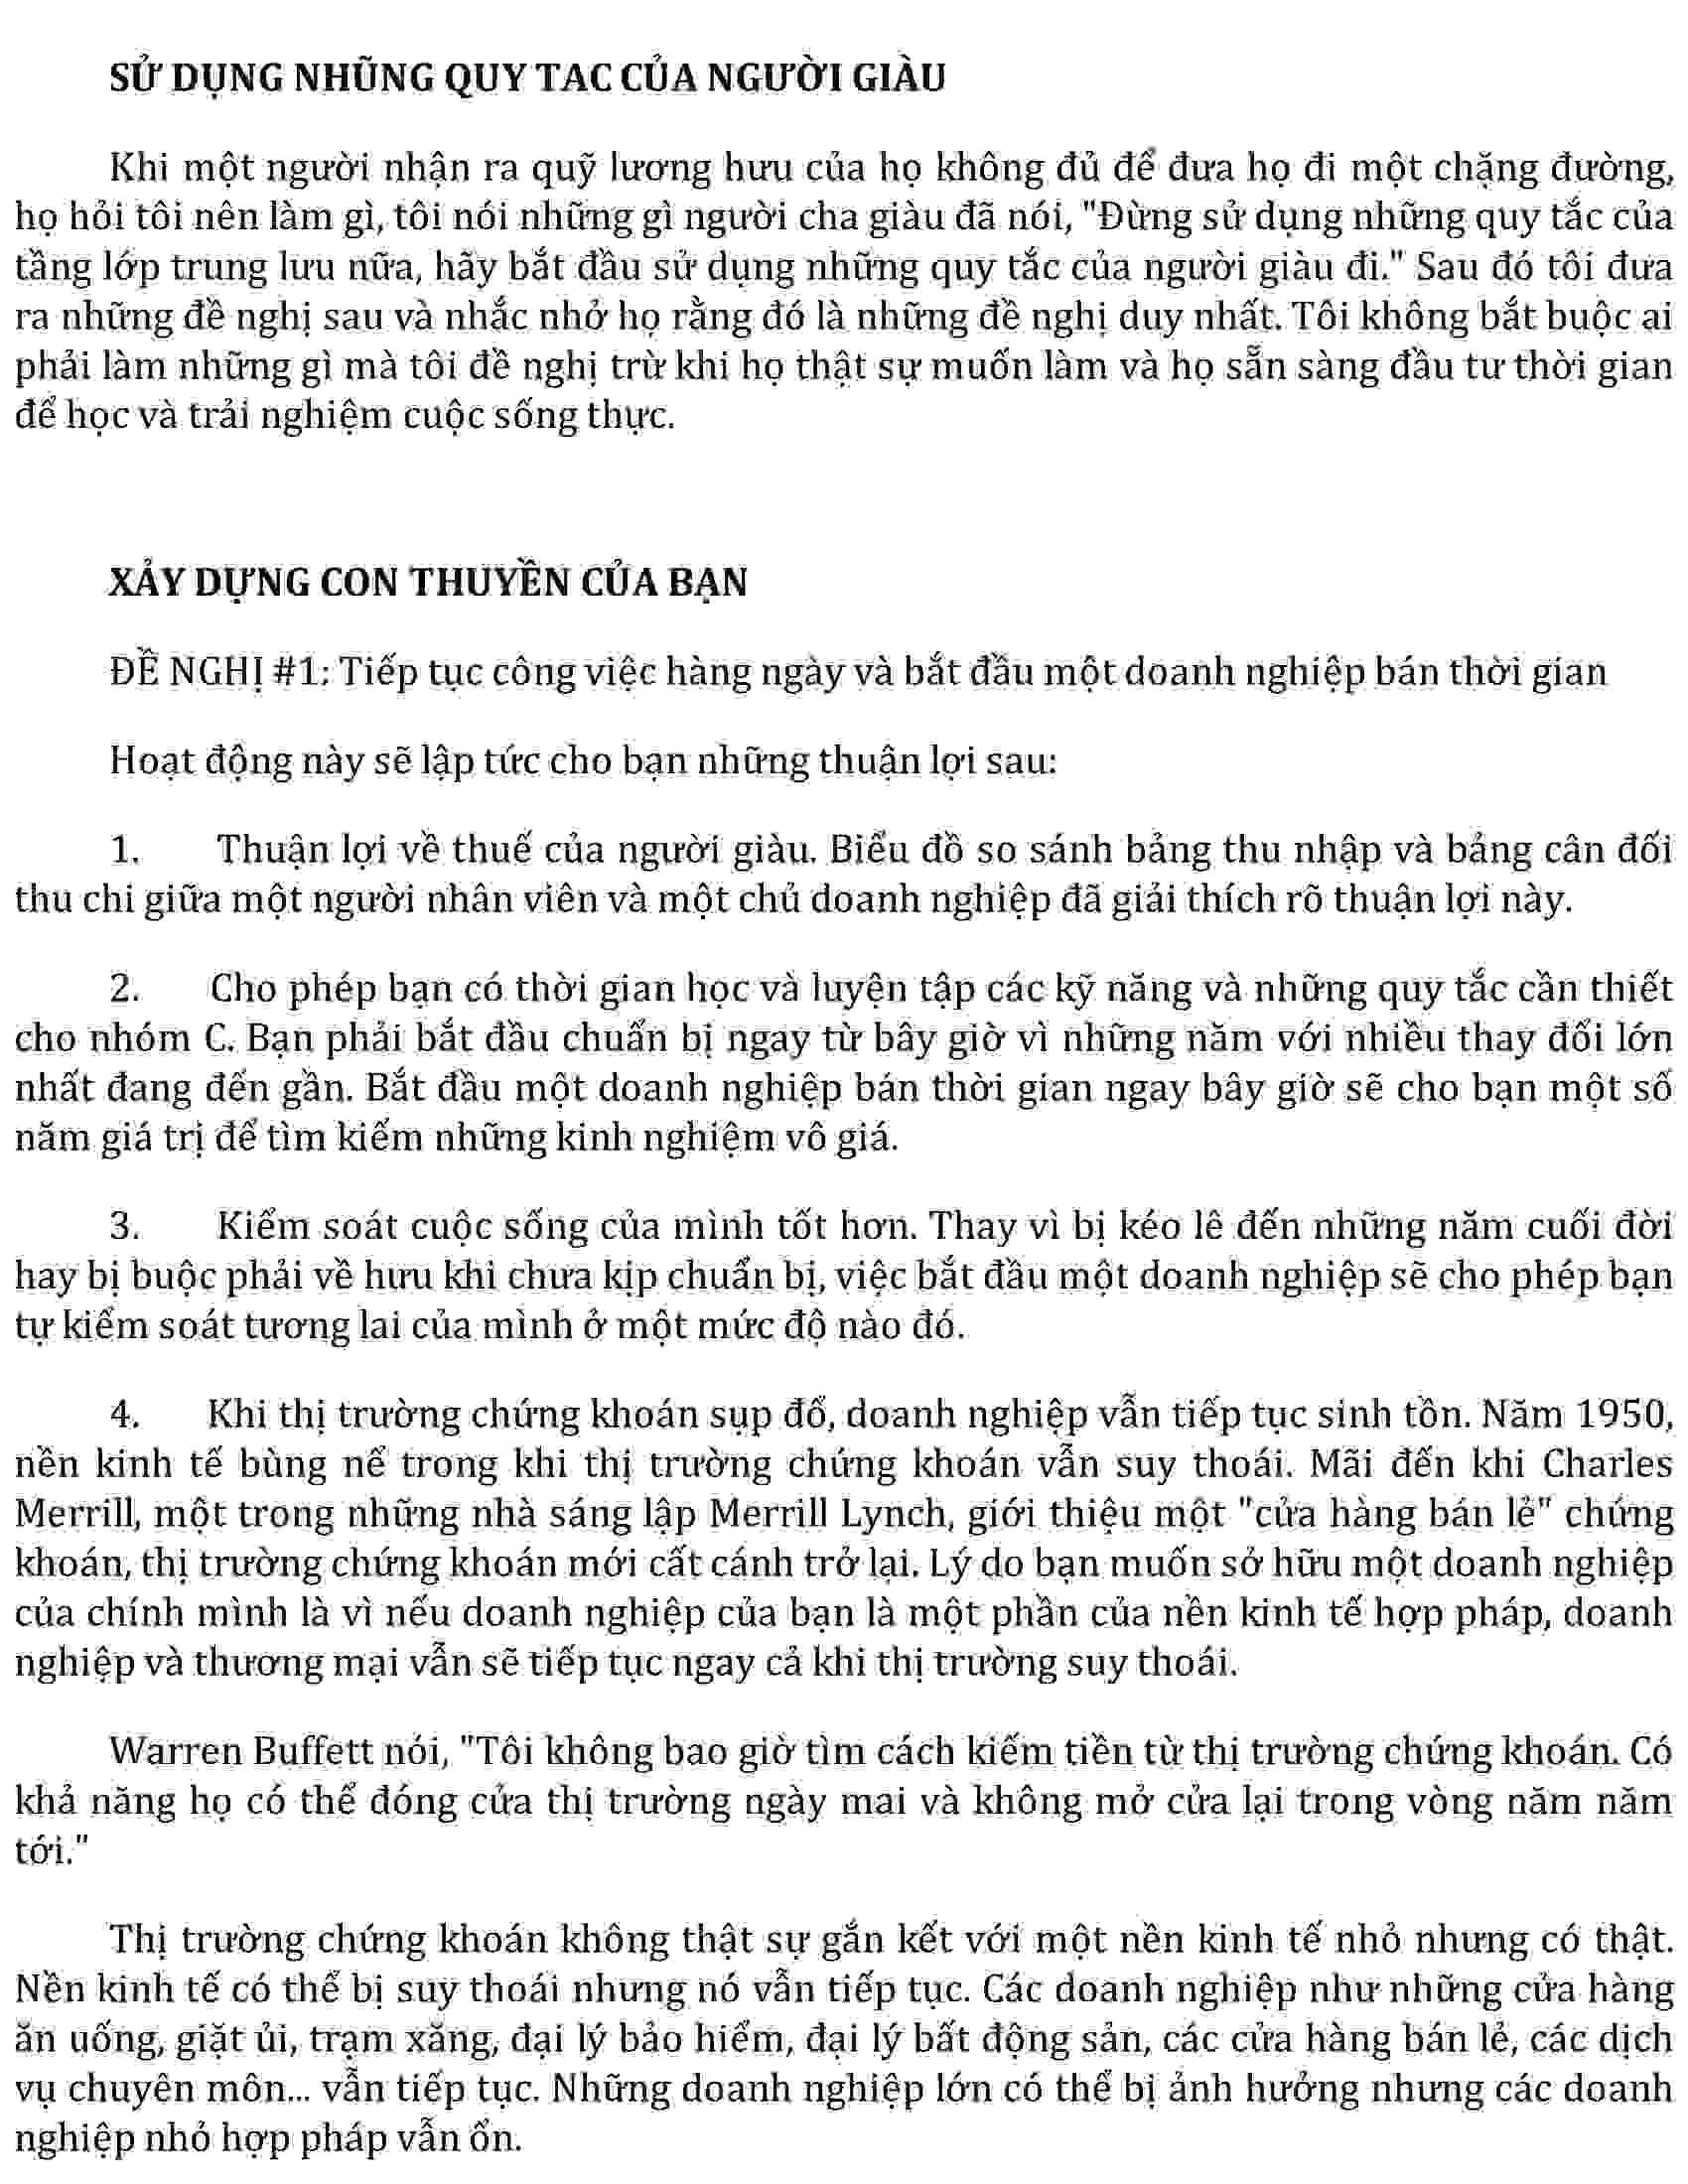 SỬ DỤNG NHŨNG QUY TAC CỦA NGƯỜI GIÀU
Khi một người nhận ra quỹ lương hưu của họ không đủ để đưa họ đi một chặng đường,
họ hỏi tôi nên làm gì, tôi nói những gì người cha giàu đã nói, "Đừng sử dụng những quy tắc của
tầng lớp trung lưu nữa, hãy bắt đầu sử dụng những quy tắc của người giàu đi." Sau đó tôi đưa
ra những đề nghị sau và nhắc nhở họ rằng đó là những đề nghị duy nhất. Tôi không bắt buộc ai
phải làm những gì mà tôi đề nghị trừ khi họ thật sự muốn làm và họ sẵn sàng đầu tư thời gian
để học và trải nghiệm cuộc sống thực.
XẢY DỰNG CON THUYỀN CỦA BẠN
ĐỀ NGHỊ #1: Tiếp tục công việc hàng ngày và bắt đầu một doanh nghiệp bán thời gian
Hoạt động này sẽ lập tức cho bạn những thuận lợi sau:
1. Thuận lợi về thuế của người giàu. Biểu đồ so sánh bảng thu nhập và bảng cân đối
thu chi giữa một người nhân viên và một chủ doanh nghiệp đã giải thích rõ thuận lợi này.
2. Cho phép bạn có thời gian học và luyện tập các kỹ năng và những quy tắc cần thiết
cho nhóm C. Bạn phải bắt đầu chuẩn bị ngay từ bây giờ vì những năm với nhiều thay đổi lớn
nhất đang đến gần. Bắt đầu một doanh nghiệp bán thời gian ngay bây giờ sẽ cho bạn một số
năm giá trị để tìm kiếm những kinh nghiệm vô giá.
3. Kiểm soát cuộc sống của mình tốt hơn. Thay vì bị kéo lê đến những năm cuối đời
hay bị buộc phải về hưu khi chưa kịp chuẩn bị, việc bắt đầu một doanh nghiệp sẽ cho phép bạn
tự kiểm soát tương lai của mình ở một mức độ nào đó.
4. Khi thị trường chứng khoán sụp đổ, doanh nghiệp vẫn tiếp tục sinh tồn. Năm 1950,
nền kinh tế bùng nể trong khi thị trường chứng khoán vẫn suy thoái. Mãi đến khi Charles
Merrill, một trong những nhà sáng lập Merrill Lynch, giới thiệu một "cửa hàng bán lẻ" chứng
khoán, thị trường chứng khoán mới cất cánh trở lại. Lý do bạn muốn sở hữu một doanh nghiệp
của chính mình là vì nếu doanh nghiệp của bạn là một phần của nền kinh tế hợp pháp, doanh
nghiệp và thương mại vẫn sẽ tiếp tục ngay cả khi thị trường suy thoái.
Warren Buffett nói, "Tôi không bao giờ tìm cách kiếm tiền từ thị trường chứng khoán. Có
khả năng họ có thể đóng cửa thị trường ngày mai và không mở cửa lại trong vòng năm năm
tới."
Thị trường chứng khoán không thật sự gắn kết với một nền kinh tế nhỏ nhưng có thật.
Nền kinh tế có thể bị suy thoái nhưng nó vẫn tiếp tục. Các doanh nghiệp như những cửa hàng
ăn uống, giặt ủi, trạm xăng, đại lý bảo hiểm, đại lý bất động sản, các cửa hàng bán lẻ, các dịch
vụ chuyên môn... vẫn tiếp tục. Những doanh nghiệp lớn có thể bị ảnh hưởng nhưng các doanh
nghiệp nhỏ hợp pháp vẫn ổn.